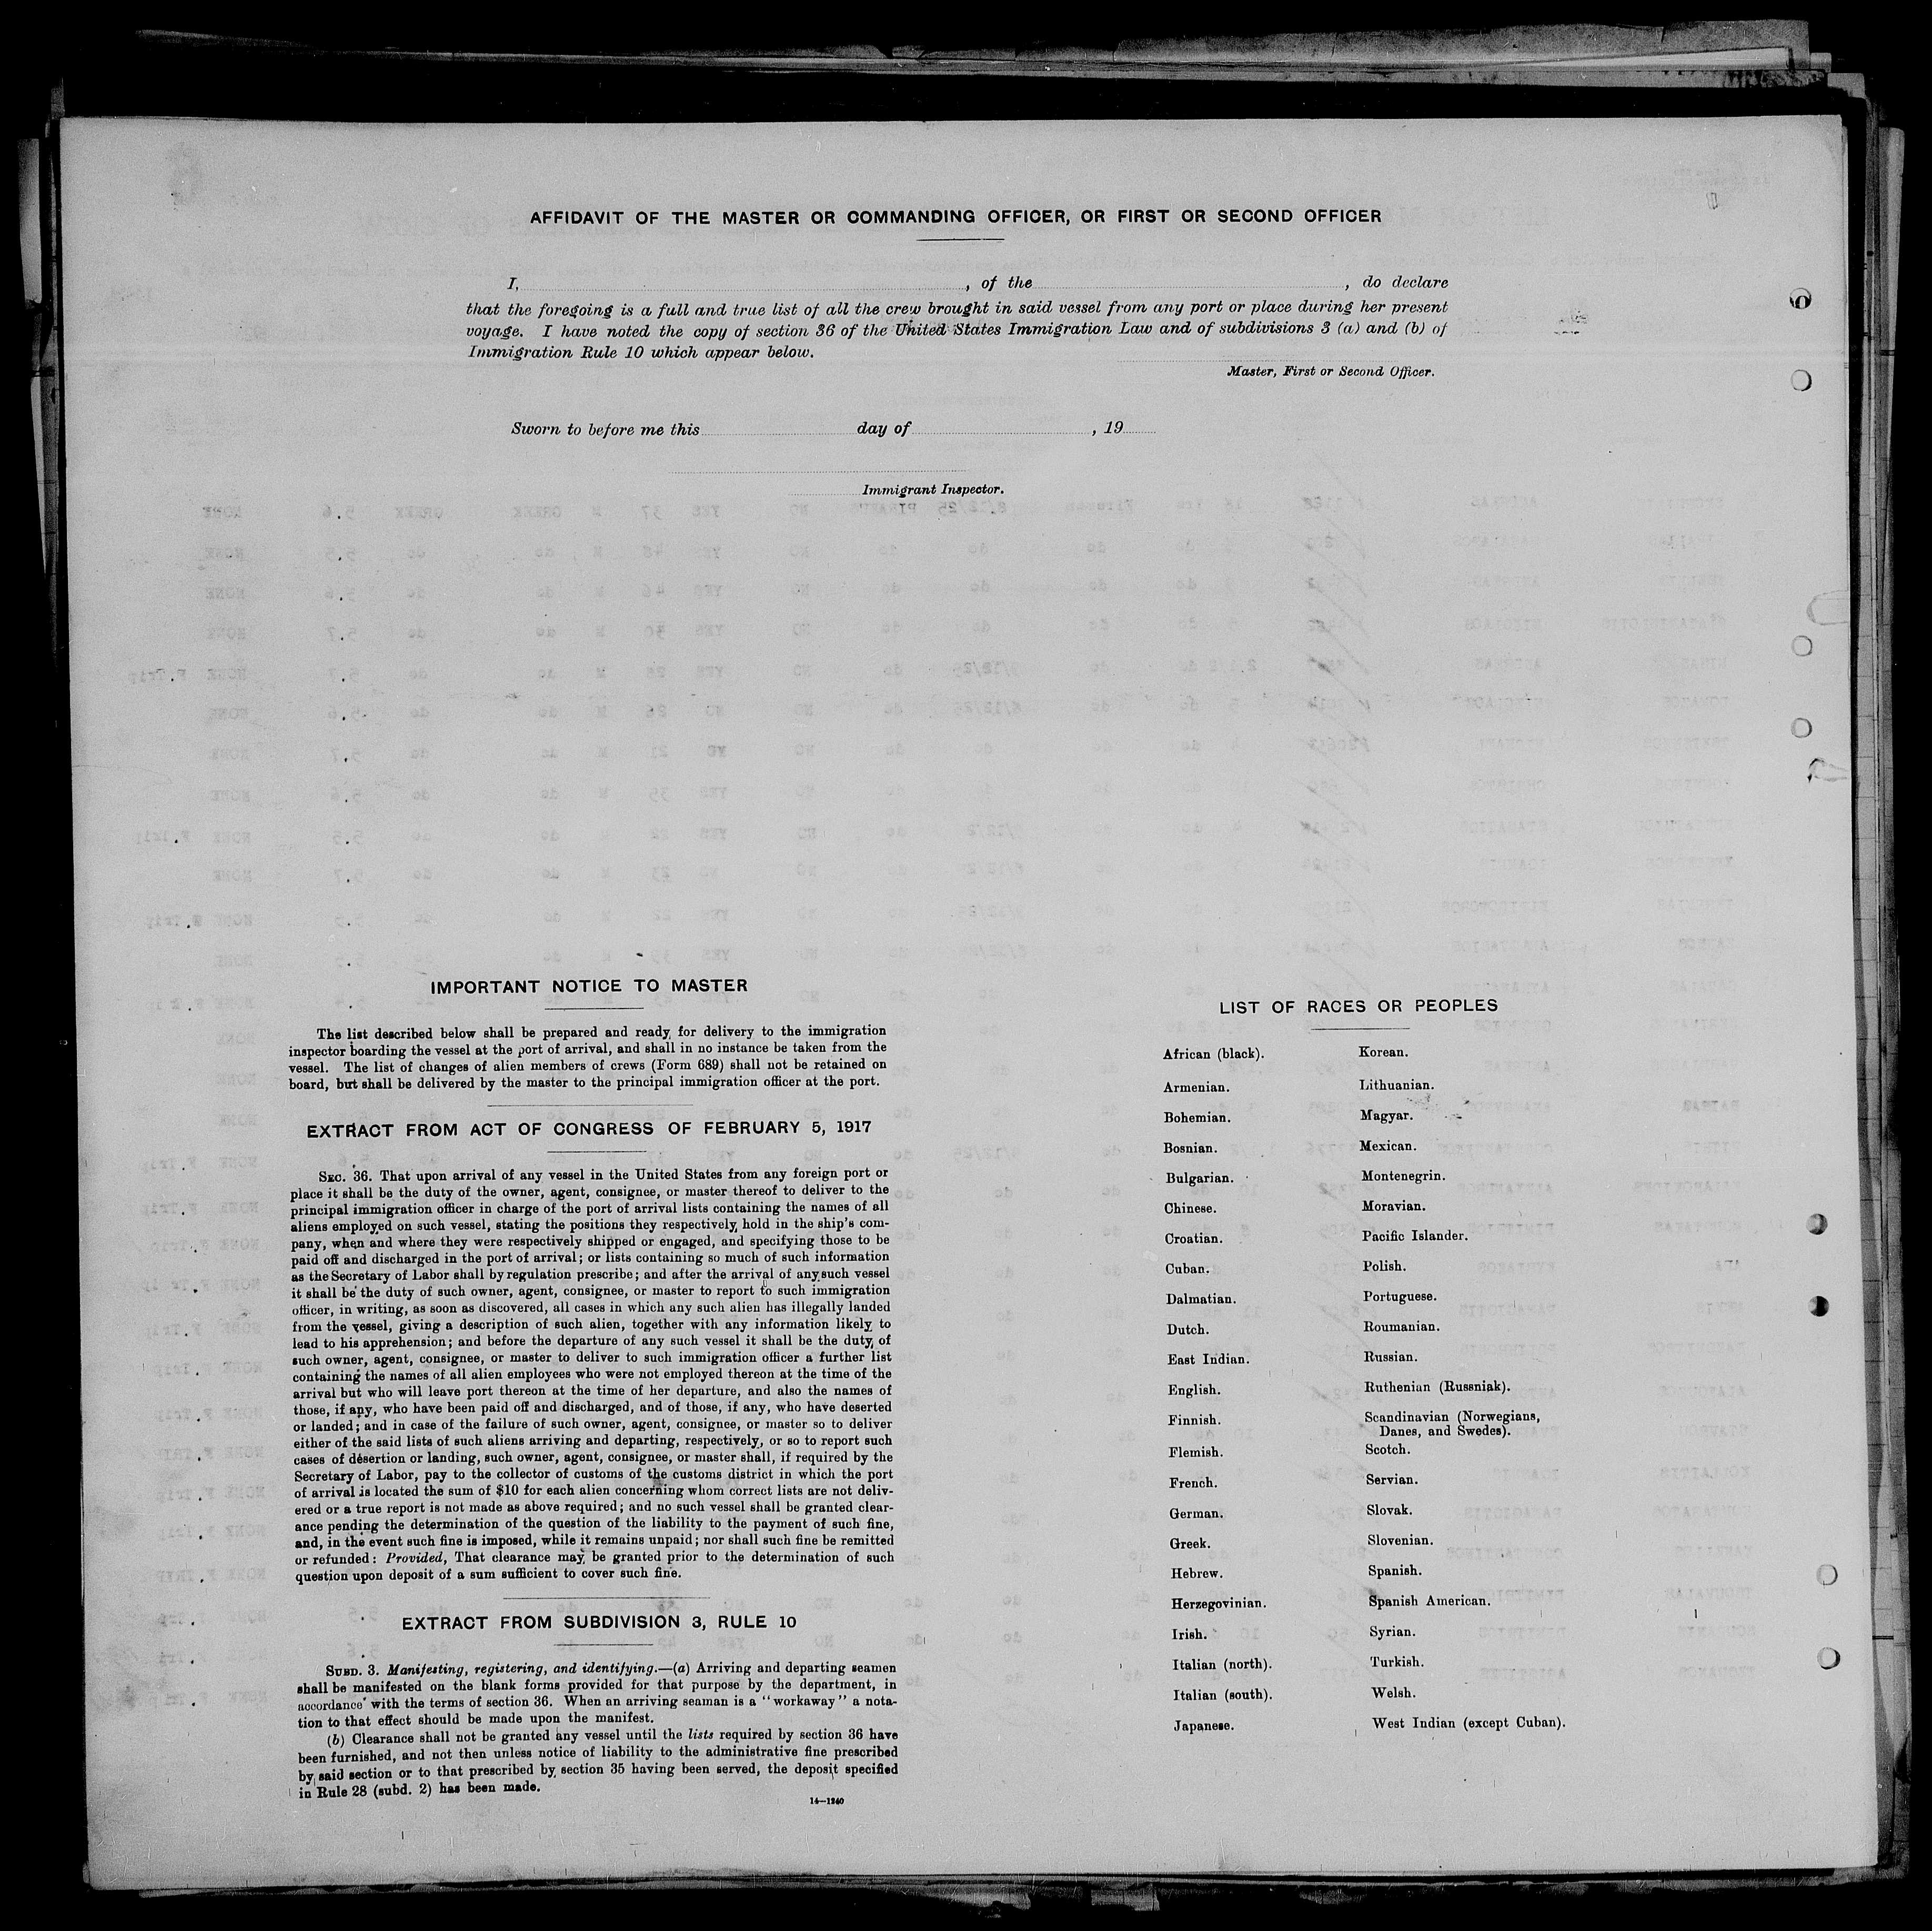 AFFIDAVIT OF THE MASTER OR COMMANDING OFFICER, OR FIRST OR SECOND OFFICER
I, , of the , do declare
that the foregoing is a full and true list of all the crew brought in said vessel from any port or place during her present
voyage. I have noted the copy of section 36 of the United States Immigration Law and of subdivisions 3 (a) and (b) of
Immigration Rule 10 which appear below.
Master, First or Second Officer.
Sworn to before me this day of , 19
Immigrant Inspector.
IMPORTANT NOTICE TO MASTER
The list described below shall be prepared and ready for delivery to the immigration
inspector boarding the vessel at the port of arrival, and shall in no instance be taken from the
vessel. The list of changes of alien members of crews (Form 689) shall not be retained on
board, but shall be delivered by the master to the principal immigration officer at the port.
EXTRACT FROM ACT OF CONGRESS OF FEBRUARY 5, 1917
SEC. 36. That upon arrival of any vessel in the United States from any foreign port or
place it shall be the duty of the owner, agent, consignee, or master thereof to deliver to the
principal immigration officer in charge of the port of arrival lists containing the names of all
aliens employed on such vessel, stating the positions they respectively hold in the ship's com-
pany, when and where they were respectively shipped or engaged, and specifying those to be
paid off and discharged in the port of arrival; or lists containing so much of such information
as the Secretary of Labor shall by regulation prescribe; and after the arrival of any such vessel
it shall be the duty of such owner, agent, consignee, or master to report to such immigration
officer, in writing, as soon as discovered, all cases in which any such alien has illegally landed
from the vessel, giving a description of such alien, together with any information likely to
lead to his apprehension; and before the departure of any such vessel it shall be the duty of
such owner, agent, consignee, or master to deliver to such immigration officer a further list
containing the names of all alien employees who were not employed thereon at the time of the
arrival but who will leave port thereon at the time of her departure, and also the names of
those, if any, who have been paid off and discharged, and of those, if any, who have deserted
or landed; and in case of the failure of such owner, agent, consignee, or master so to deliver
either of the said lists of such aliens arriving and departing, respectively, or so to report such
cases of desertion or landing, such owner, agent, consignee, or master shall, if required by the
Secretary of Labor, pay to the collector of customs of the customs district in which the port
of arrival is located the sum of $10 for each alien concerning whom correct lists are not deliv-
ered or a true report is not made as above required; and no such vessel shall be granted clear-
ance pending the determination of the question of the liability to the payment of such fine,
and, in the event such fine is imposed, while it remains unpaid; nor shall such fine be remitted
or refunded: Provided, That clearance may be granted prior to the determination of such
question upon deposit of a sum sufficient to cover such fine.
EXTRACT FROM SUBDIVISION 3, RULE 10
SUBD. 3. Manifesting, registering, and identifying.—(a) Arriving and departing seamen
shall be manifested on the blank forms provided for that purpose by the department, in
accordance with the terms of section 36. When an arriving seaman is a "workaway" a nota-
tion to that effect should be made upon the manifest.
(b) Clearance shall not be granted any vessel until the lists required by section 36 have
been furnished, and not then unless notice of liability to the administrative fine prescribed
by said section or to that prescribed by section 35 having been served, the deposit specified
in Rule 28 (subd. 2) has been made.
14—1240
LIST OF RACES OR PEOPLES
African (black).
Armenian.
Bohemian.
Bosnian.
Bulgarian.
Chinese.
Croatian.
Cuban.
Dalmatian.
Dutch.
East Indian.
English.
Finnish.
Flemish.
French.
German.
Greek.
Hebrew.
Herzegovinian.
Irish.
Italian (north).
Italian (south).
Japanese.
Korean.
Lithuanian.
Magyar.
Mexican.
Montenegrin.
Moravian.
Pacific Islander.
Polish.
Portuguese.
Roumanian.
Russian.
Ruthenian (Russniak).
Scandinavian (Norwegians,
Danes, and Swedes).
Scotch.
Servian.
Slovak.
Slovenian.
Spanish.
Spanish American.
Syrian.
Turkish.
Welsh.
West Indian (except Cuban).